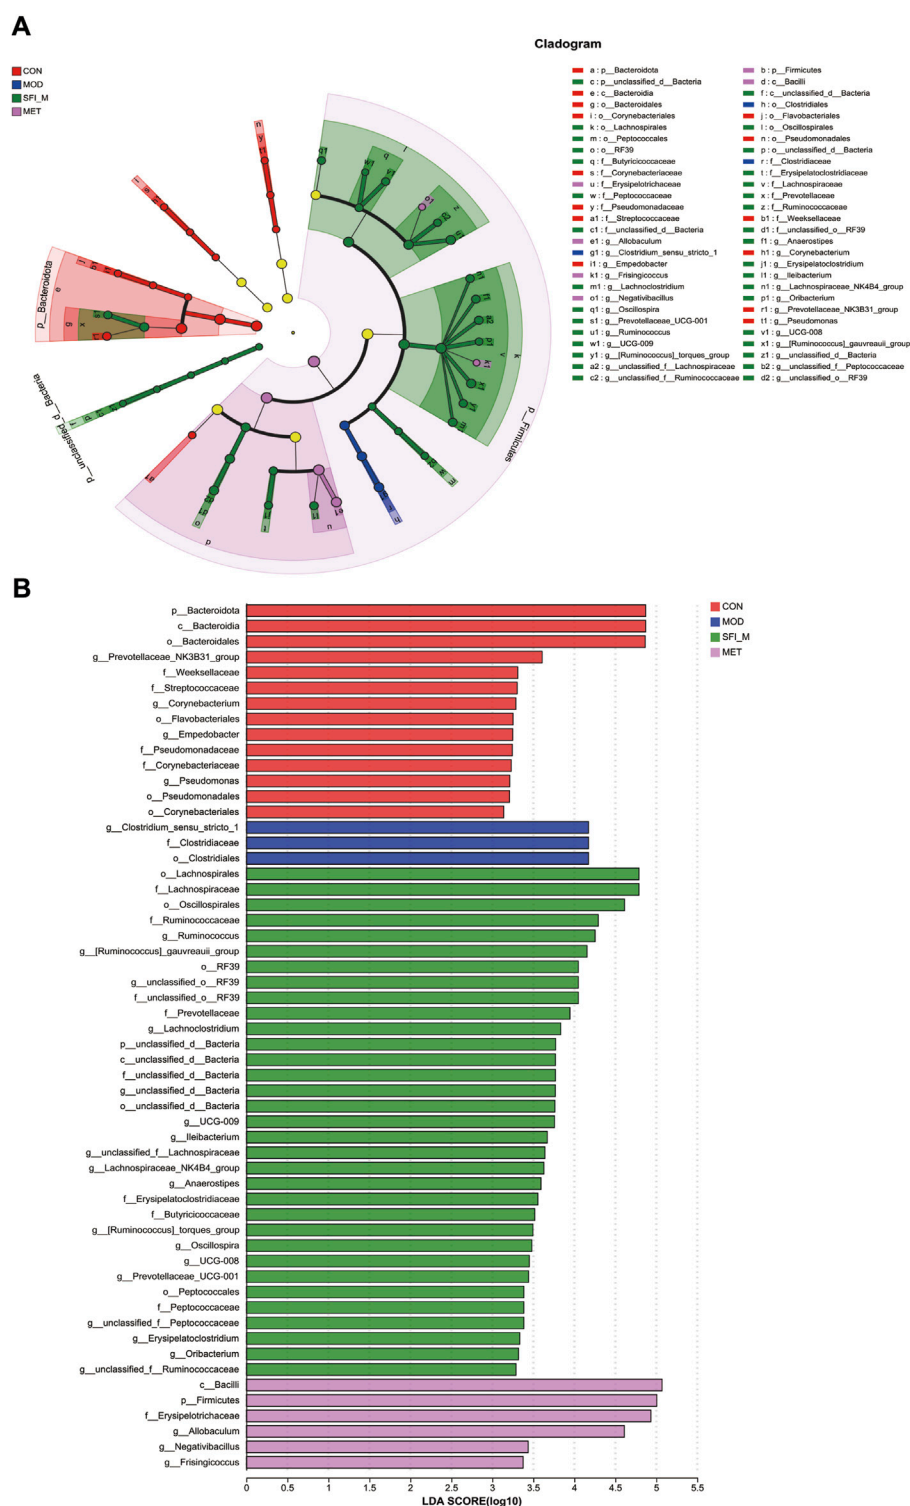 A
Cladogram
CON
MOD
SFI_M
MET
a : p__Bacteroidota
b : p__Firmicutes
c : p__unclassified_d__Bacteria
d : c__Bacilli
e : c__Bacteroidia
f : c__unclassified_d__Bacteria
g : o__Bacteroidales
h : o__Clostridiales
i : o__Corynebacteriales
j : o__Flavobacteriales
k : o__Lachnospirales
l : o__Oscillospirales
m : o__Peptococcales
n : o__Pseudomonadales
o : o__RF39
p : o__unclassified_d__Bacteria
q : f__Butyricicoccaceae
r : f__Clostridiaceae
s : f__Corynebacteriaceae
t : f__Erysipelatoclostridiaceae
u : f__Erysipelotrichaceae
v : f__Lachnospiraceae
w : f__Peptococcaceae
x : f__Prevotellaceae
y : f__Pseudomonadaceae
z : f__Ruminococcaceae
a1 : f__Streptococcaceae
b1 : f__Weeksellaceae
c1 : f__unclassified_d__Bacteria
d1 : f__unclassified_o__RF39
e1 : g__Allobaculum
f1 : g__Anaerostipes
g1 : g__Clostridium_sensu_stricto_1
h1 : g__Corynebacterium
i1 : g__Empedobacter
j1 : g__Erysipelatoclostridium
k1 : g__Frisingicoccus
l1 : g__Ileibacterium
m1 : g__Lachnoclostridium
n1 : g__Lachnospiraceae_NK4B4_group
o1 : g__Negativibacillus
p1 : g__Oribacterium
q1 : g__Oscillospira
r1 : g__Prevotellaceae_NK3B31_group
s1 : g__Prevotellaceae_UCG-001
t1 : g__Pseudomonas
u1 : g__Ruminococcus
v1 : g__UCG-008
w1 : g__UCG-009
x1 : g__[Ruminococcus]_gauvreauii_group
y1 : g__[Ruminococcus]_torques_group
z1 : g__unclassified_d__Bacteria
a2 : g__unclassified_f__Lachnospiraceae
b2 : g__unclassified_f__Peptococcaceae
c2 : g__unclassified_f__Ruminococcaceae
d2 : g__unclassified_o__RF39
p__Bacteroidota
p__unclassified_d__Bacteria
p__Firmicutes
B
CON
MOD
SFI_M
MET
p__Bacteroidota
c__Bacteroidia
o__Bacteroidales
g__Prevotellaceae_NK3B31_group
f__Weeksellaceae
f__Streptococcaceae
g__Corynebacterium
o__Flavobacteriales
g__Empedobacter
f__Pseudomonadaceae
f__Corynebacteriaceae
g__Pseudomonas
o__Pseudomonadales
o__Corynebacteriales
g__Clostridium_sensu_stricto_1
f__Clostridiaceae
o__Clostridiales
o__Lachnospirales
f__Lachnospiraceae
o__Oscillospirales
f__Ruminococcaceae
g__Ruminococcus
g__[Ruminococcus]_gauvreauii_group
o__RF39
g__unclassified_o__RF39
f__unclassified_o__RF39
f__Prevotellaceae
g__Lachnoclostridium
p__unclassified_d__Bacteria
c__unclassified_d__Bacteria
f__unclassified_d__Bacteria
g__unclassified_d__Bacteria
o__unclassified_d__Bacteria
g__UCG-009
g__Ileibacterium
g__unclassified_f__Lachnospiraceae
g__Lachnospiraceae_NK4B4_group
g__Anaerostipes
f__Erysipelatoclostridiaceae
f__Butyricicoccaceae
g__[Ruminococcus]_torques_group
g__Oscillospira
g__UCG-008
g__Prevotellaceae_UCG-001
o__Peptococcales
f__Peptococcaceae
g__unclassified_f__Peptococcaceae
g__Erysipelatoclostridium
g__Oribacterium
g__unclassified_f__Ruminococcaceae
c__Bacilli
p__Firmicutes
f__Erysipelotrichaceae
g__Allobaculum
g__Negativibacillus
g__Frisingicoccus
0 0.5 1 1.5 2 2.5 3 3.5 4 4.5 5 5.5
LDA SCORE(log10)